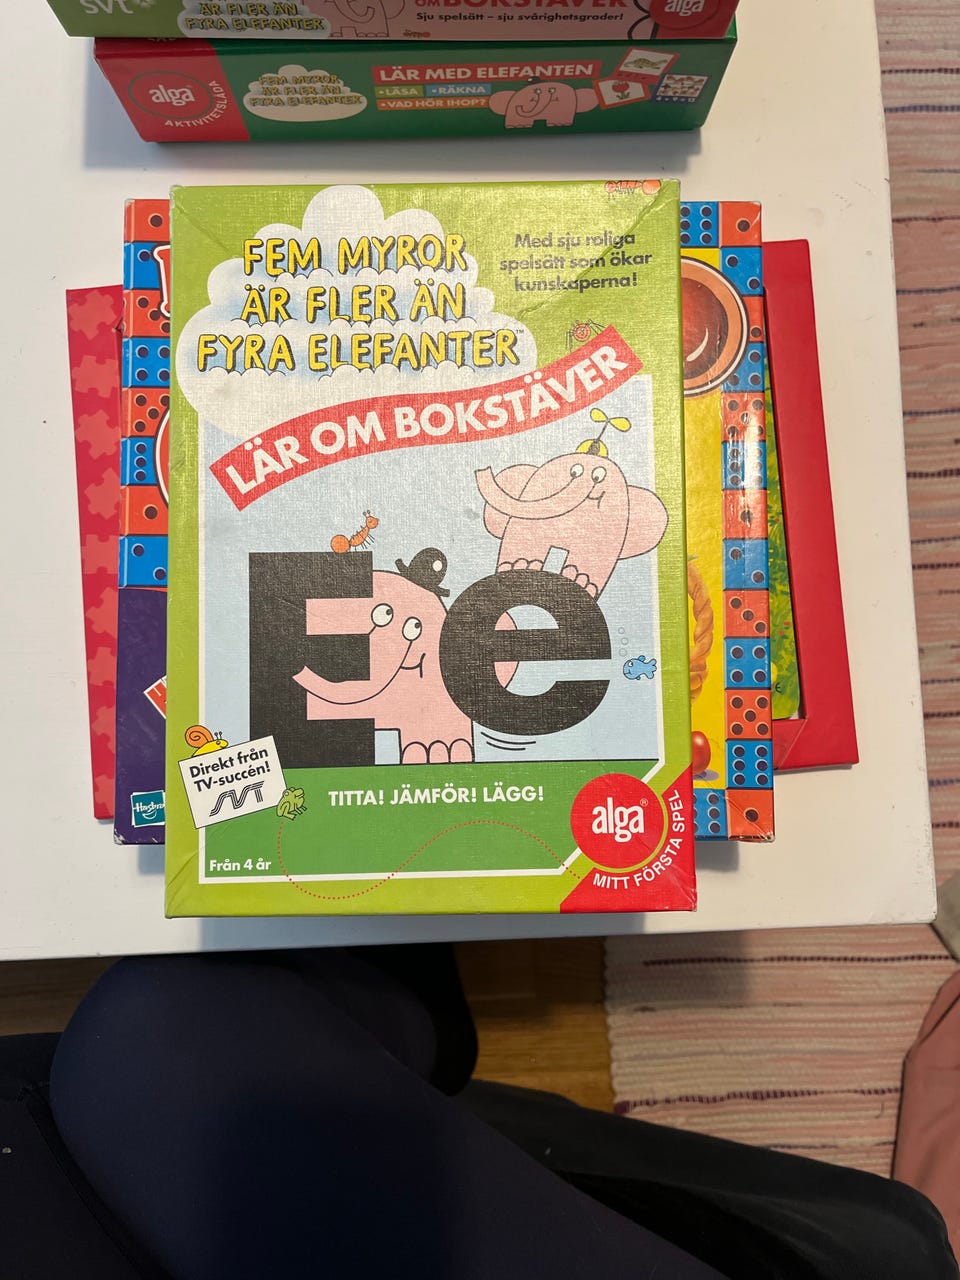 svt
FEM MYROR
ÄR FLER ÄN
FYRA ELEFANTER
OM BOKSTÄVER
Sju spelsätt – sju svårighetsgrader!
alga
alga
AKTIVITETSLÅDA
FEM MYROR
ÄR FLER ÄN
FYRA ELEFANTER
LÄR MED ELEFANTEN
• LÄSA • RÄKNA
• VAD HÖR IHOP?
FEM MYROR
ÄR FLER ÄN
FYRA ELEFANTER™
Med sju roliga
spelsätt som ökar
kunskaperna!
LÄR OM BOKSTÄVER
E e
Direkt från
TV-succén!
SVT
TITTA! JÄMFÖR! LÄGG!
Från 4 år
alga®
MITT FÖRSTA SPEL
Hasbro